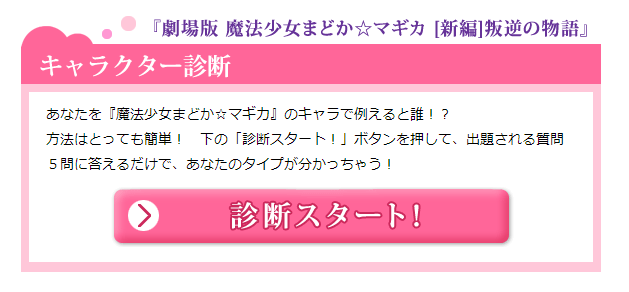 『劇場版 魔法少女まどか☆マギカ [新編]叛逆の物語』
キャラクター診断
あなたを『魔法少女まどか☆マギカ』のキャラで例えると誰！？
方法はとっても簡単！　下の「診断スタート！」ボタンを押して、出題される質問
５問に答えるだけで、あなたのタイプが分かっちゃう！
診断スタート！